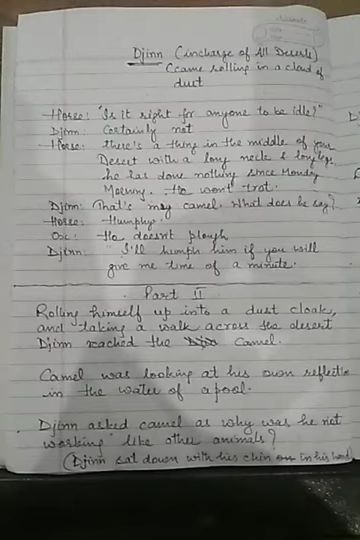 Djinn (incharge of All Deserts)
(came rolling in a cloud of
dust
Horse: "Is it right for anyone to be idle?"
Djinn: Certainly not
Horse: there's a thing in the middle of your
Desert with a long neck & long legs
he has done nothing since Monday
Morning. He won't trot.
Djinn: That's my camel. What does he say?
Horse: Humph.
Ox: He doesn't plough
Djinn: "I'll humph him if you will
give me time of a minute.
Part II
Rolling himself up into a dust cloak,
and taking a walk across the desert
Djinn reached the camel.
Camel was looking at his own reflectio
in the water of a pool.
Djinn asked camel as why was he not
working like other animals?
(Djinn sat down with his chin on in his hand)